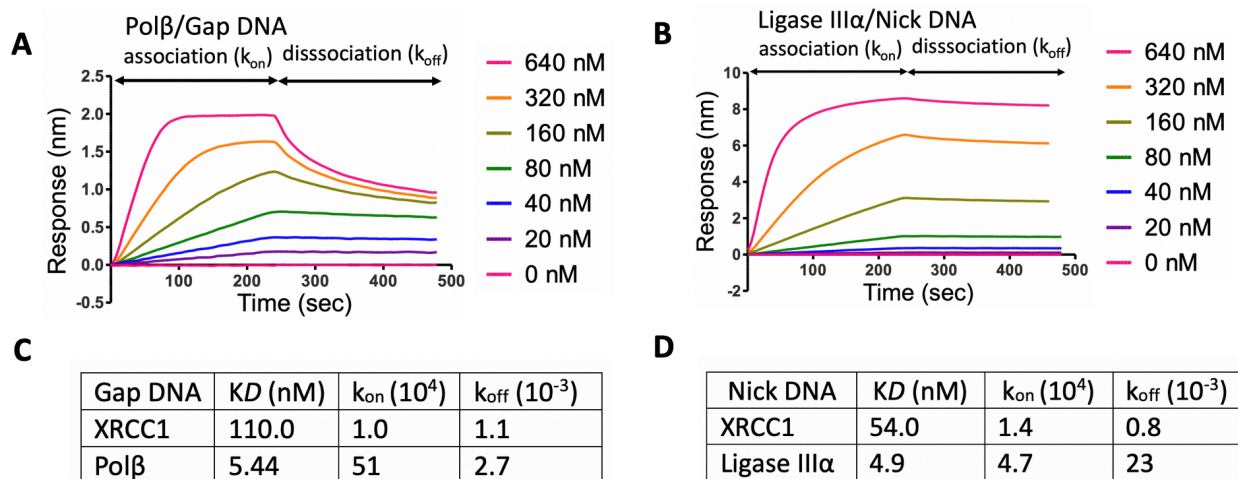 A
Polβ/Gap DNA
association (kon) disssociation (koff)
2.5
2.0
1.5
1.0
0.5
0.0
-0.5
Response (nm)
100 200 300 400 500
Time (sec)
640 nM
320 nM
160 nM
80 nM
40 nM
20 nM
0 nM
B
Ligase IIIα/Nick DNA
association (kon) disssociation (koff)
10
8
6
4
2
0
-2
Response (nm)
100 200 300 400 500
Time (sec)
640 nM
320 nM
160 nM
80 nM
40 nM
20 nM
0 nM
C
Gap DNA KD (nM) kon (10⁴) koff (10⁻³)
XRCC1 110.0 1.0 1.1
Polβ 5.44 51 2.7
D
Nick DNA KD (nM) kon (10⁴) koff (10⁻³)
XRCC1 54.0 1.4 0.8
Ligase IIIα 4.9 4.7 23